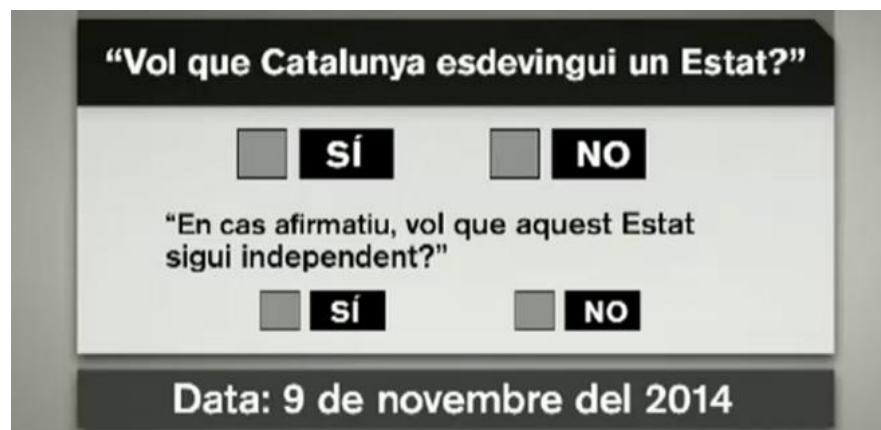 “Vol que Catalunya esdevingui un Estat?”
SÍ NO
“En cas afirmatiu, vol que aquest Estat
sigui independent?”
SÍ NO
Data: 9 de novembre del 2014